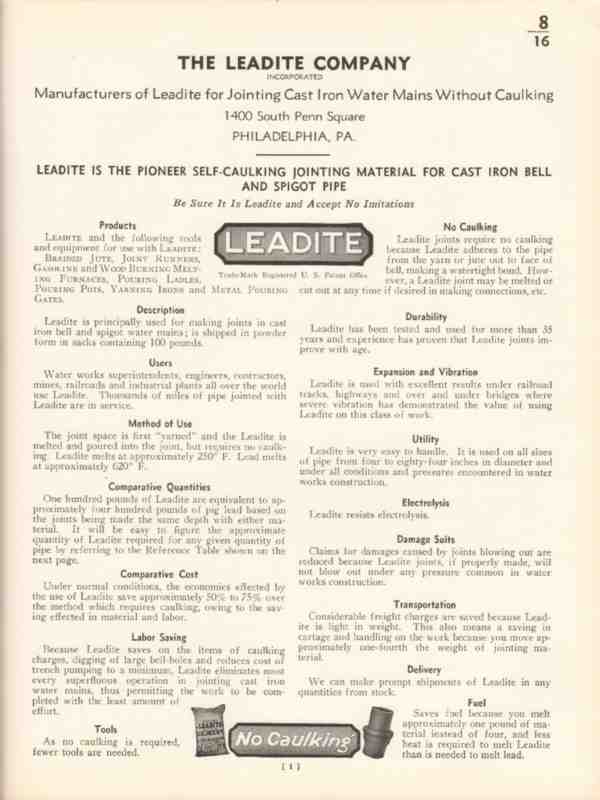 8
16
THE LEADITE COMPANY
INCORPORATED
Manufacturers of Leadite for Jointing Cast Iron Water Mains Without Caulking
1400 South Penn Square
PHILADELPHIA, PA.
LEADITE IS THE PIONEER SELF-CAULKING JOINTING MATERIAL FOR CAST IRON BELL
AND SPIGOT PIPE
Be Sure It Is Leadite and Accept No Imitations
Products
LEADITE and the following tools
and equipment for use with LEADITE:
BRAIDED JUTE, JOINT RUNNERS,
GASOLINE and WOOD BURNING MELT-
ING FURNACES, POURING LADLES,
POURING POTS, YARNING IRONS and METAL POURING
GATES.
Description
Leadite is principally used for making joints in cast
iron bell and spigot water mains; is shipped in powder
form in sacks containing 100 pounds.
Users
Water works superintendents, engineers, contractors,
mines, railroads and industrial plants all over the world
use Leadite. Thousands of miles of pipe jointed with
Leadite are in service.
Method of Use
The joint space is first "yarned" and the Leadite is
melted and poured into the joint, but requires no caulk-
ing. Leadite melts at approximately 250° F. Lead melts
at approximately 620° F.
Comparative Quantities
One hundred pounds of Leadite are equivalent to ap-
proximately four hundred pounds of pig lead based on
the joints being made the same depth with either ma-
terial. It will be easy to figure the approximate
quantity of Leadite required for any given quantity of
pipe by referring to the Reference Table shown on the
next page.
Comparative Cost
Under normal conditions, the economies effected by
the use of Leadite save approximately 50% to 75% over
the method which requires caulking, owing to the sav-
ing effected in material and labor.
Labor Saving
Because Leadite saves on the items of caulking
charges, digging of large bell-holes and reduces cost of
trench pumping to a minimum, Leadite eliminates most
every superfluous operation in jointing cast iron
water mains, thus permitting the work to be com-
pleted with the least amount of
effort.
Tools
As no caulking is required,
fewer tools are needed.
LEADITE
Trade-Mark Registered U. S. Patent Office
No Caulking
Leadite joints require no caulking
because Leadite adheres to the pipe
from the yarn or jute out to face of
bell, making a watertight bond. How-
ever, a Leadite joint may be melted or
cut out at any time if desired in making connections, etc.
Durability
Leadite has been tested and used for more than 35
years and experience has proven that Leadite joints im-
prove with age.
Expansion and Vibration
Leadite is used with excellent results under railroad
tracks, highways and over and under bridges where
severe vibration has demonstrated the value of using
Leadite on this class of work.
Utility
Leadite is very easy to handle. It is used on all sizes
of pipe from four to eighty-four inches in diameter and
under all conditions and pressures encountered in water
works construction.
Electrolysis
Leadite resists electrolysis.
Damage Suits
Claims for damages caused by joints blowing out are
reduced because Leadite joints, if properly made, will
not blow out under any pressure common in water
works construction.
Transportation
Considerable freight charges are saved because Lead-
ite is light in weight. This also means a saving in
cartage and handling on the work because you move ap-
proximately one-fourth the weight of jointing ma-
terial.
Delivery
We can make prompt shipments of Leadite in any
quantities from stock.
Fuel
Saves fuel because you melt
approximately one pound of ma-
terial instead of four, and less
heat is required to melt Leadite
than is needed to melt lead.
LEADITE
No Caulking
[ 1 ]